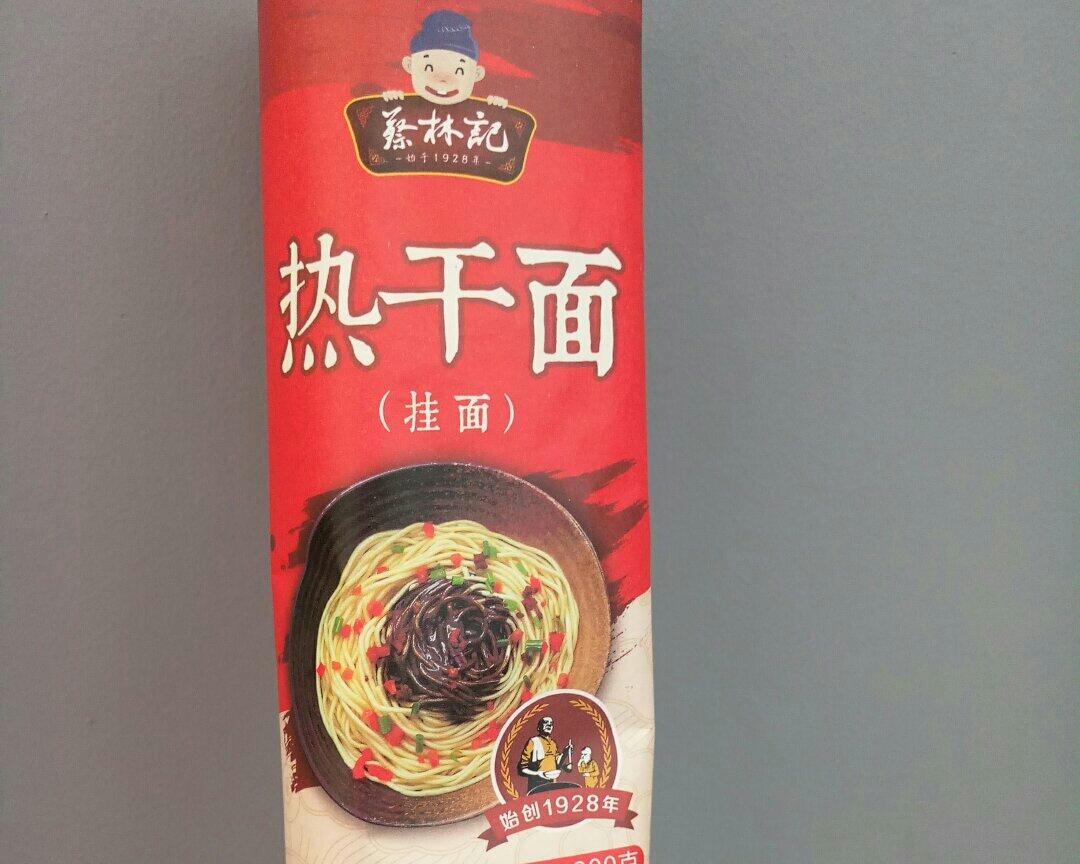 蔡林記
始于1928年
热干面
（挂面）
始创1928年